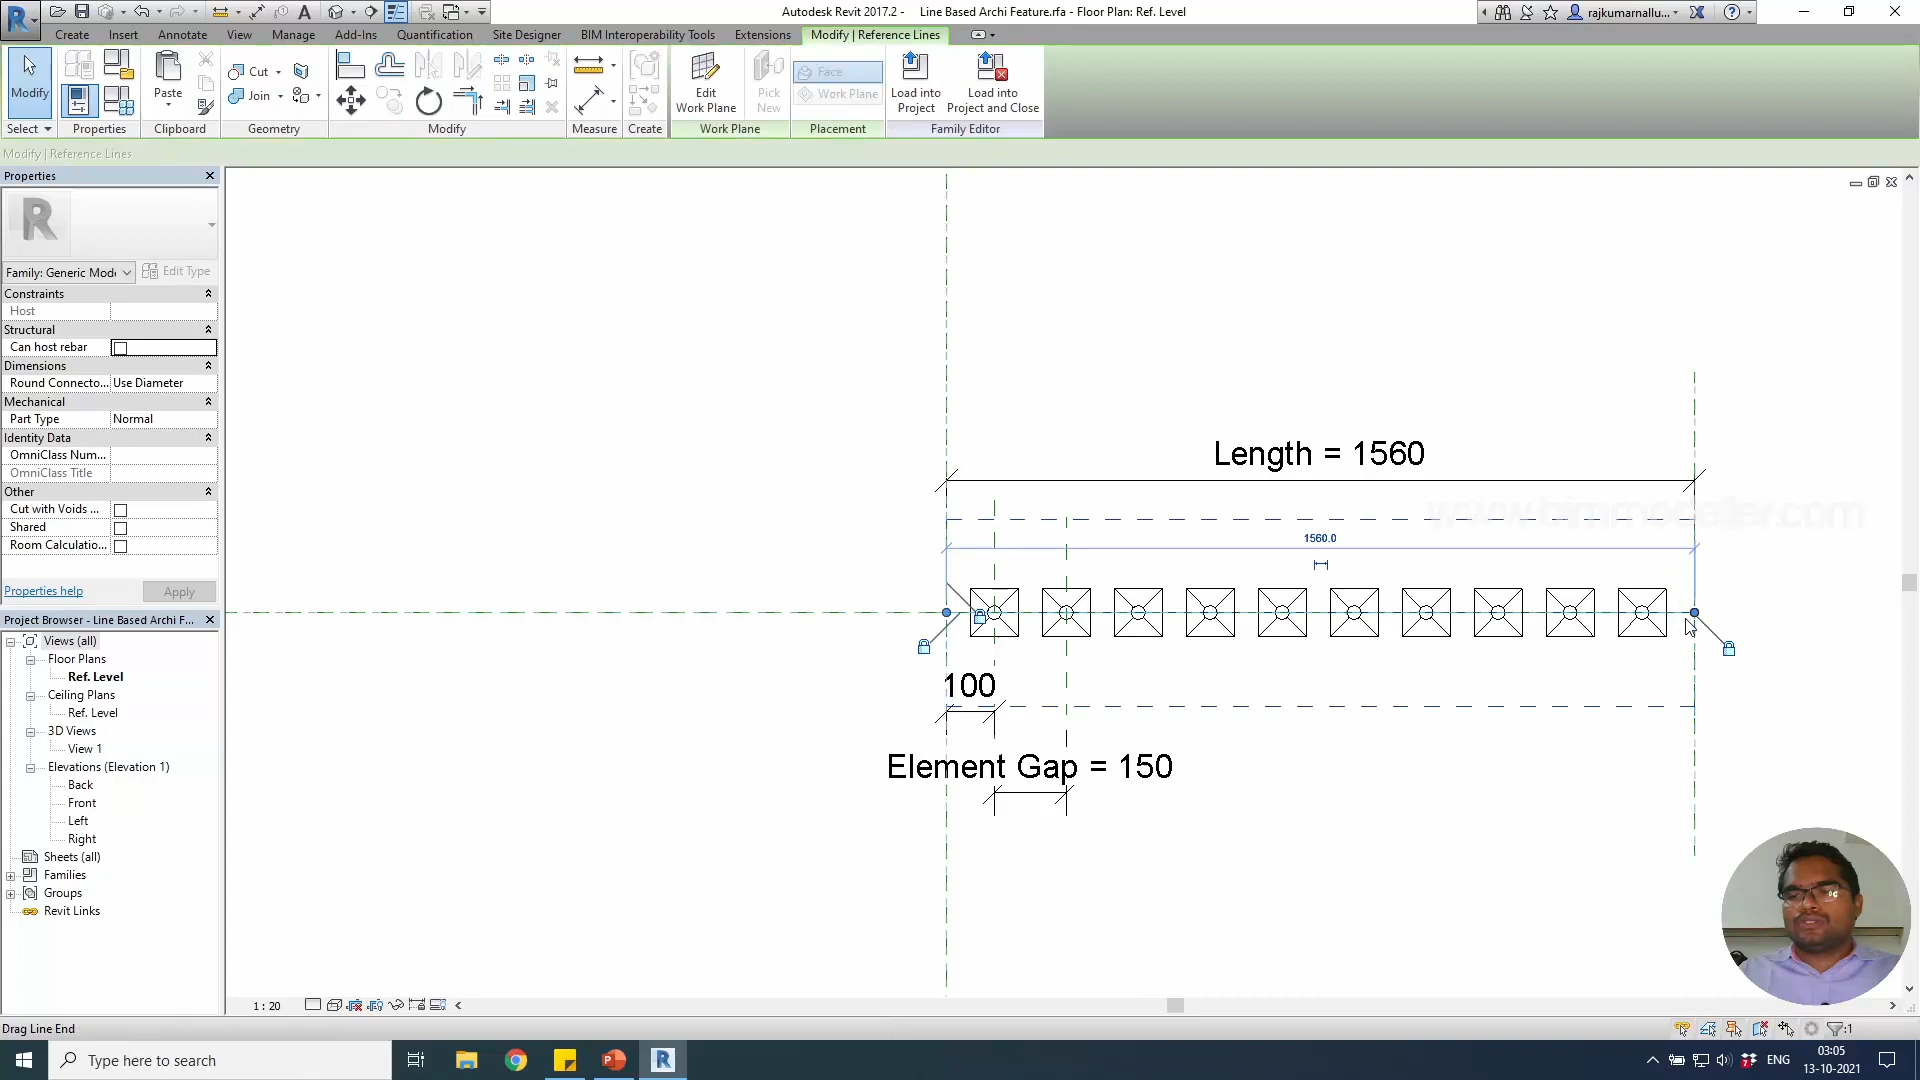 Autodesk Revit 2017.2 - Line Based Archi Feature.rfa - Floor Plan: Ref. Level
rajkumarnallu...
Create Insert Annotate View Manage Add-Ins Quantification Site Designer BIM Interoperability Tools Extensions Modify | Reference Lines
Modify
Paste
Cut
Join
Edit
Work Plane
Pick
New
Face
Work Plane
Load into
Project
Load into
Project and Close
Select Properties Clipboard Geometry Modify Measure Create Work Plane Placement Family Editor
Modify | Reference Lines
Properties
R
Family: Generic Mode
Edit Type
Constraints
Host
Structural
Can host rebar
Dimensions
Round Connecto... Use Diameter
Mechanical
Part Type Normal
Identity Data
OmniClass Num...
OmniClass Title
Other
Cut with Voids ...
Shared
Room Calculatio...
Properties help
Apply
Project Browser - Line Based Archi F...
Views (all)
Floor Plans
Ref. Level
Ceiling Plans
Ref. Level
3D Views
View 1
Elevations (Elevation 1)
Back
Front
Left
Right
Sheets (all)
Families
Groups
Revit Links
Length = 1560
www.bimmodeller.com
1560.0
100
Element Gap = 150
1 : 20
Drag Line End
:1
Type here to search
ENG
03:05
13-10-2021